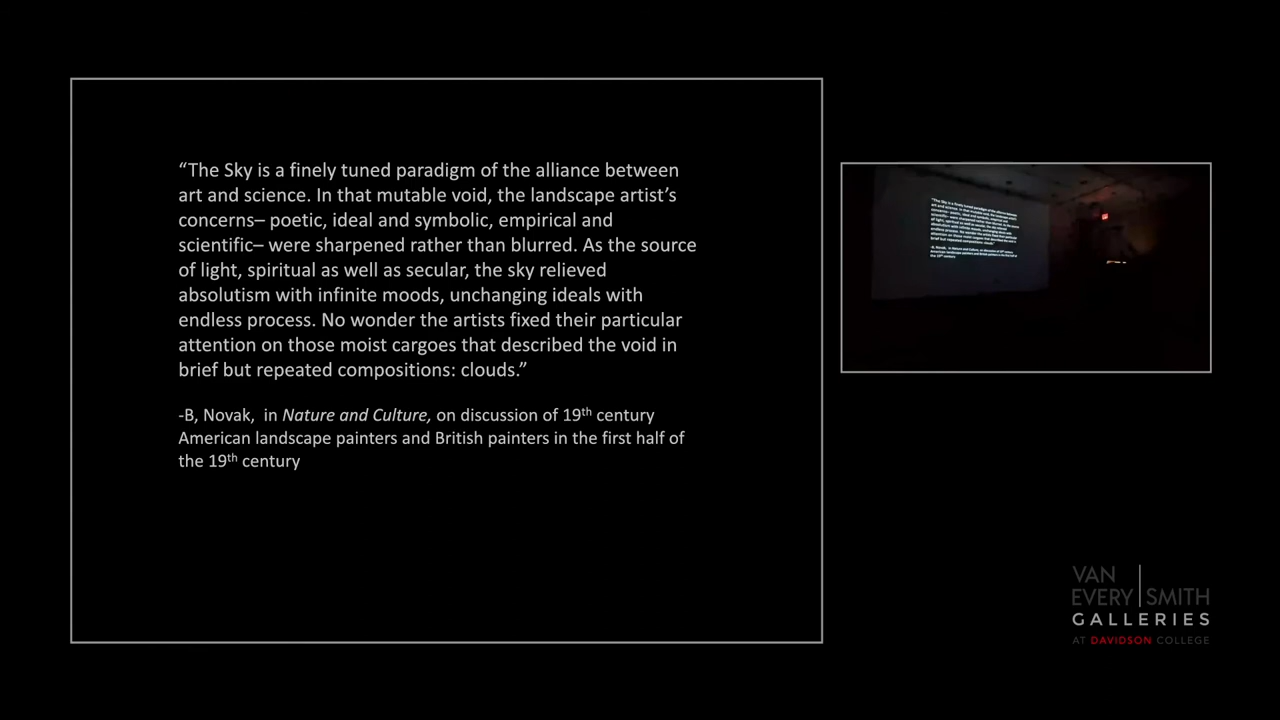 “The Sky is a finely tuned paradigm of the alliance between
art and science. In that mutable void, the landscape artist’s
concerns– poetic, ideal and symbolic, empirical and
scientific– were sharpened rather than blurred. As the source
of light, spiritual as well as secular, the sky relieved
absolutism with infinite moods, unchanging ideals with
endless process. No wonder the artists fixed their particular
attention on those moist cargoes that described the void in
brief but repeated compositions: clouds.”
-B, Novak,  in Nature and Culture, on discussion of 19th century
American landscape painters and British painters in the first half of
the 19th century
VAN
EVERY SMITH
GALLERIES
AT DAVIDSON COLLEGE